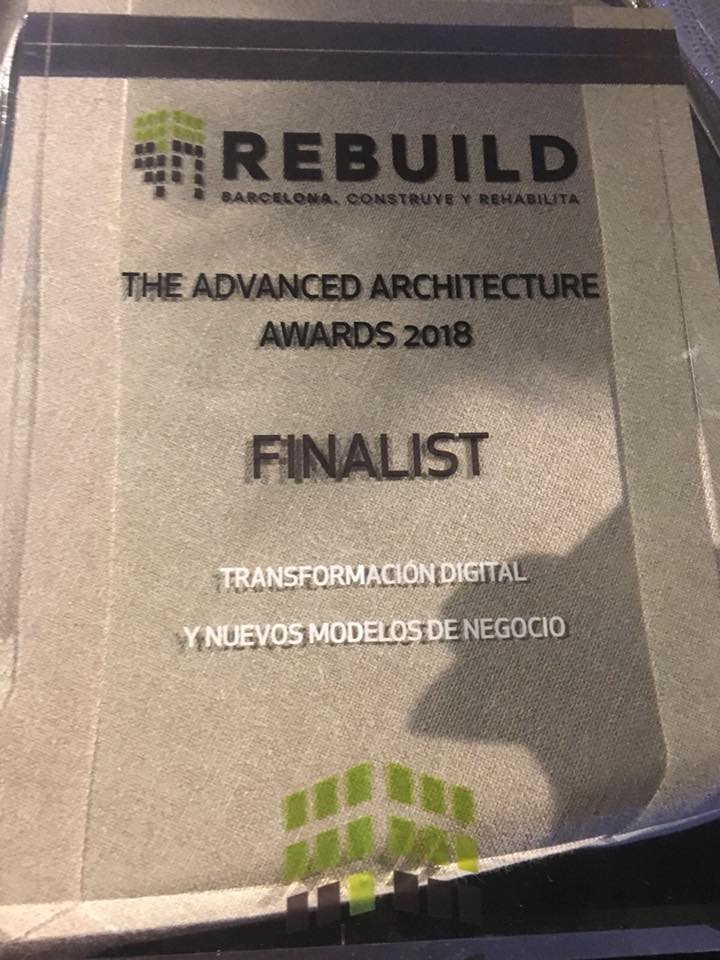 REBUILD
BARCELONA. CONSTRUYE Y REHABILITA
THE ADVANCED ARCHITECTURE
AWARDS 2018
FINALIST
TRANSFORMACIÓN DIGITAL
Y NUEVOS MODELOS DE NEGOCIO